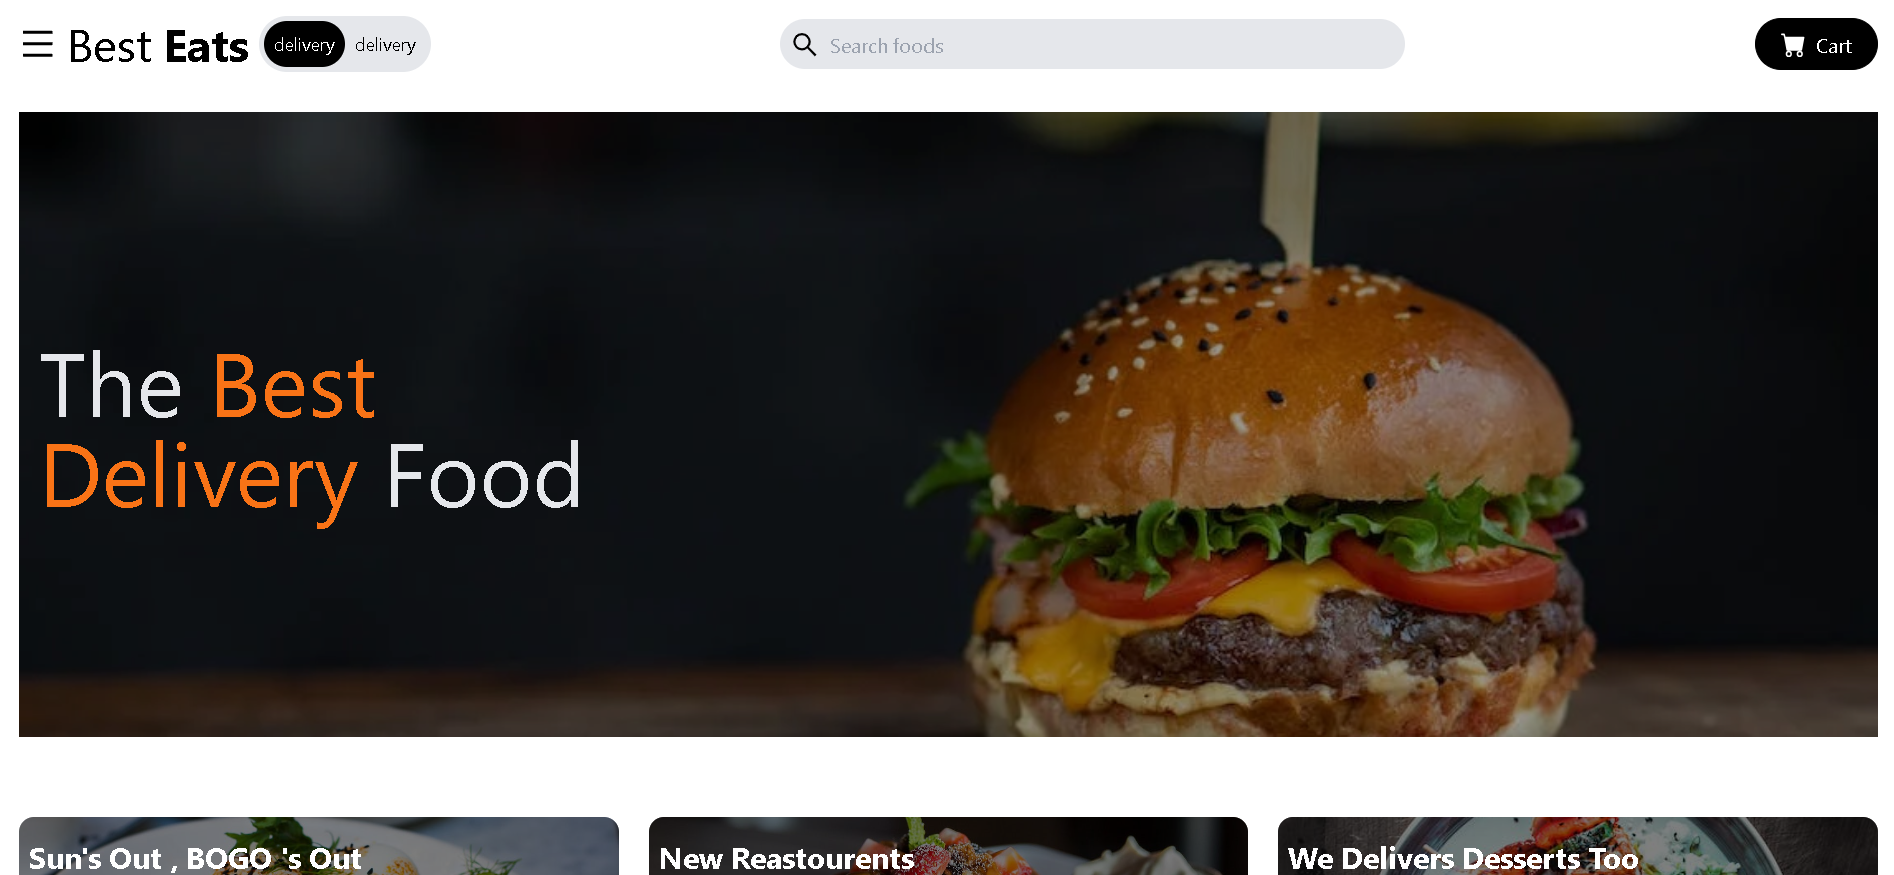 Best Eats
delivery delivery
Search foods
Cart
The Best
Delivery Food
Sun's Out , BOGO 's Out
New Reastourents
We Delivers Desserts Too